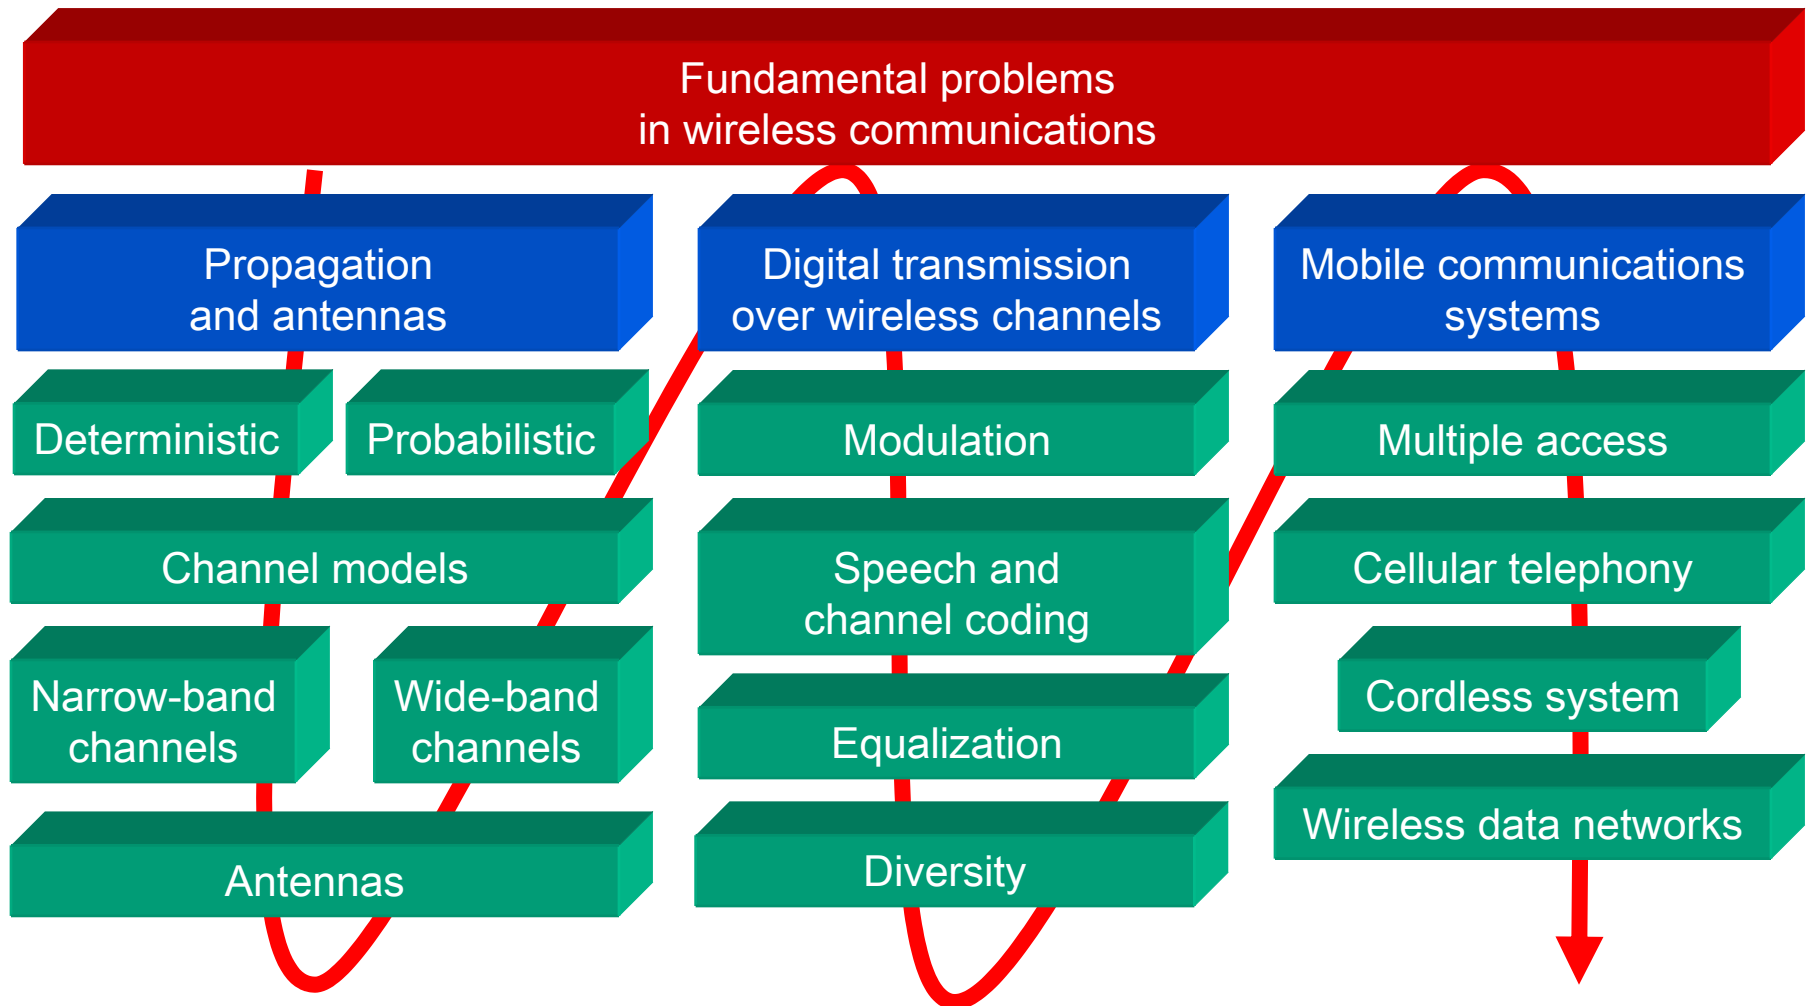 Fundamental problems
in wireless communications
Propagation
and antennas
Deterministic
Probabilistic
Channel models
Narrow-band
channels
Wide-band
channels
Antennas
Digital transmission
over wireless channels
Modulation
Speech and
channel coding
Equalization
Diversity
Mobile communications
systems
Multiple access
Cellular telephony
Cordless system
Wireless data networks